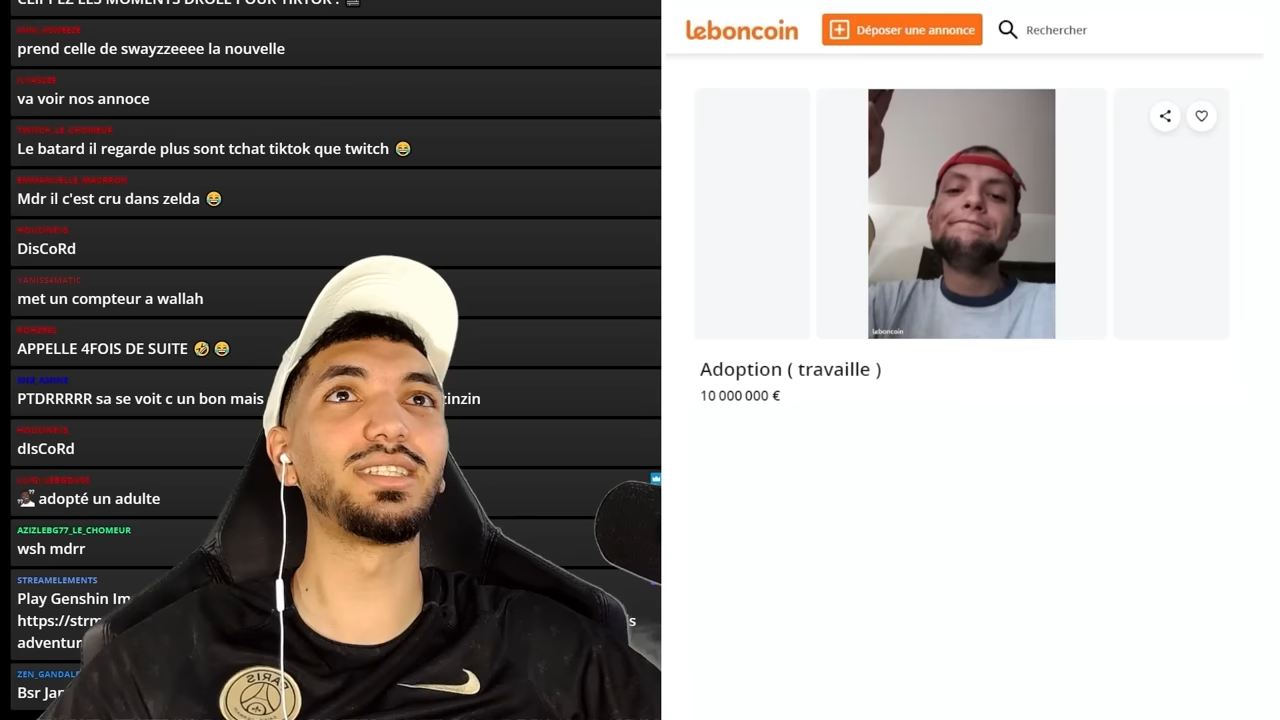 prend celle de swayzzeeee la nouvelle
va voir nos annoce
TWITCH_LE_CHOMEUR
Le batard il regarde plus sont tchat tiktok que twitch 😂
Mdr il c'est cru dans zelda 😂
DisCoRd
YANISSMATIC
met un compteur a wallah
APPELLE 4FOIS DE SUITE 🤣 😂
PTDRRRRR sa se voit c un bon mais
zinzin
dIsCoRd
adopté un adulte
AZIZLEBG77_LE_CHOMEUR
wsh mdrr
STREAMELEMENTS
Play Genshin Im
https://strm
s
adventur
ZEN_GANDALF
Bsr Jar
PARIS
leboncoin
Déposer une annonce
Rechercher
leboncoin
Adoption ( travaille )
10 000 000 €